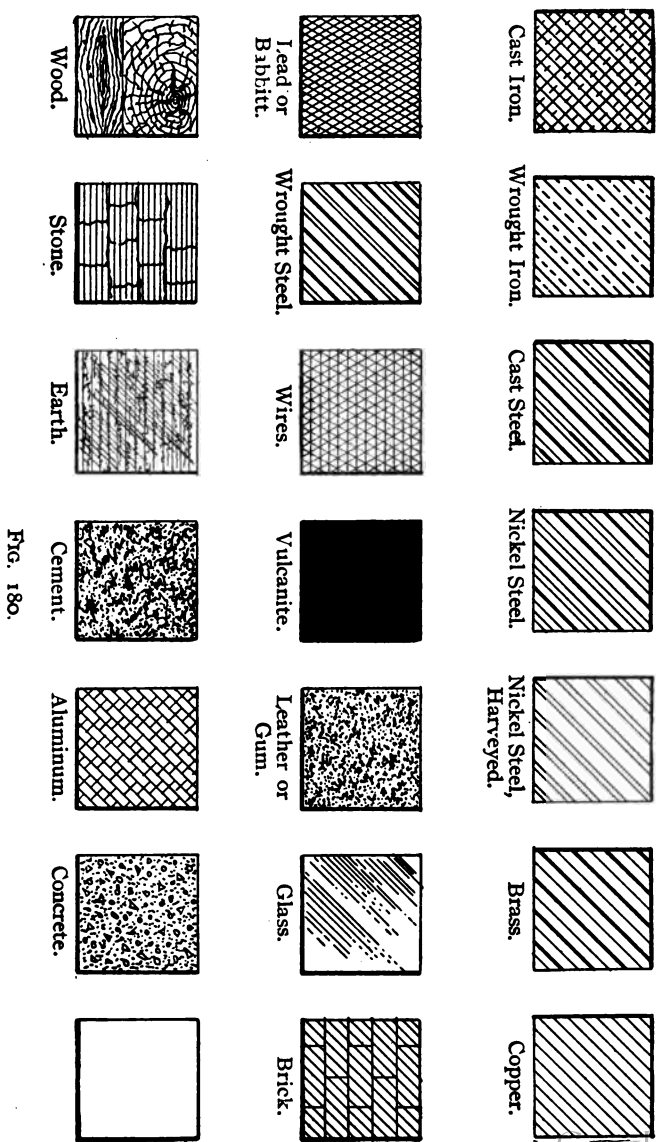 Cast Iron.
Wrought Iron.
Cast Steel.
Nickel Steel.
Nickel Steel,
Harveyed.
Brass.
Copper.
Lead or
Babbitt.
Wrought Steel.
Wires.
Vulcanite.
Leather or
Gum.
Glass.
Brick.
Wood.
Stone.
Earth.
Cement.
Aluminum.
Concrete.
FIG. 180.